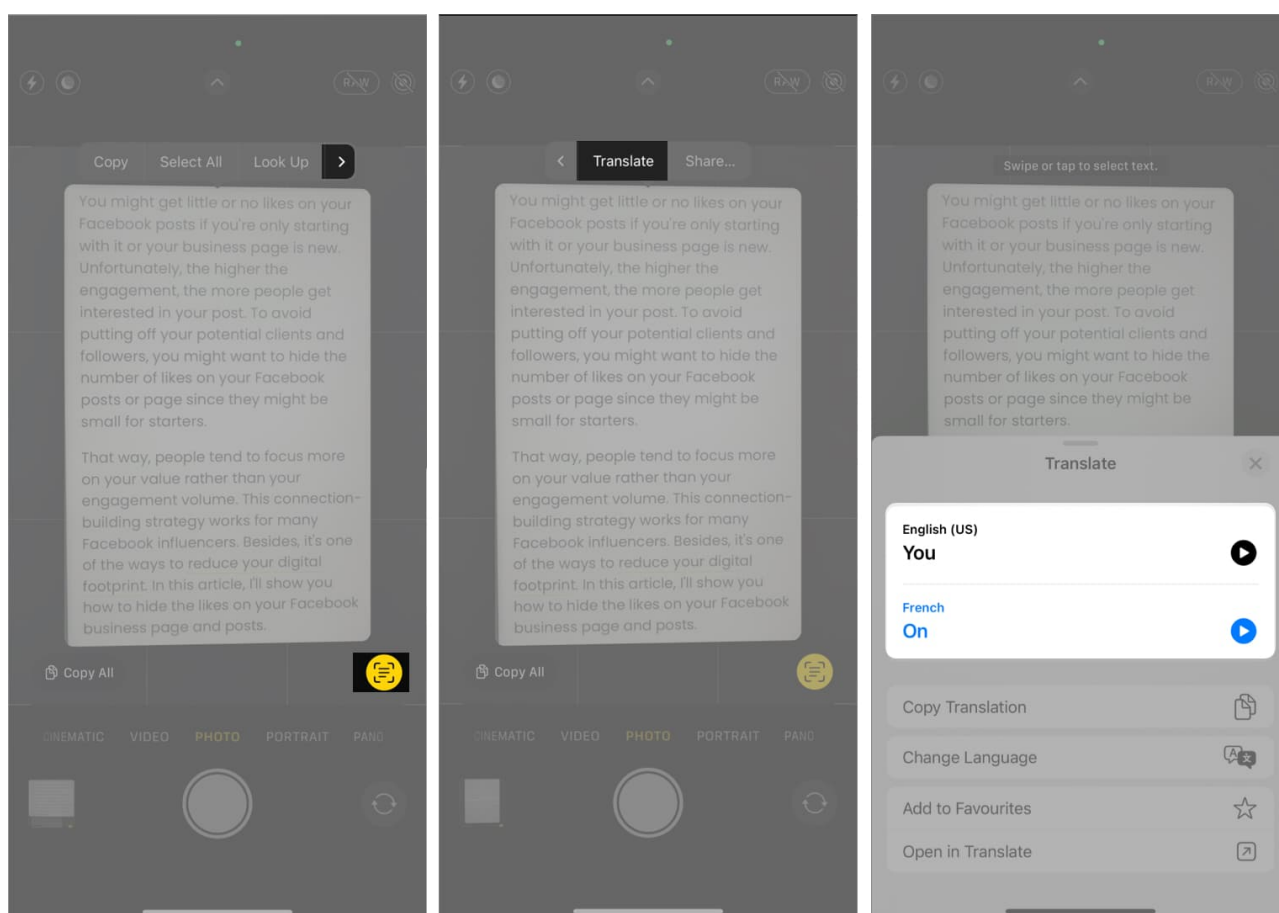 RAW
Copy
Select All
Look Up
You might get little or no likes on your
Facebook posts if you're only starting
with it or your business page is new.
Unfortunately, the higher the
engagement, the more people get
interested in your post. To avoid
putting off your potential clients and
followers, you might want to hide the
number of likes on your Facebook
posts or page since they might be
small for starters.
That way, people tend to focus more
on your value rather than your
engagement volume. This connection-
building strategy works for many
Facebook influencers. Besides, it's one
of the ways to reduce your digital
footprint. In this article, I'll show you
how to hide the likes on your Facebook
business page and posts.
Copy All
CINEMATIC VIDEO PHOTO PORTRAIT PANO
RAW
Translate
Share...
You might get little or no likes on your
Facebook posts if you're only starting
with it or your business page is new.
Unfortunately, the higher the
engagement, the more people get
interested in your post. To avoid
putting off your potential clients and
followers, you might want to hide the
number of likes on your Facebook
posts or page since they might be
small for starters.
That way, people tend to focus more
on your value rather than your
engagement volume. This connection-
building strategy works for many
Facebook influencers. Besides, it's one
of the ways to reduce your digital
footprint. In this article, I'll show you
how to hide the likes on your Facebook
business page and posts.
Copy All
CINEMATIC VIDEO PHOTO PORTRAIT PANO
RAW
Swipe or tap to select text.
You might get little or no likes on your
Facebook posts if you're only starting
with it or your business page is new.
Unfortunately, the higher the
engagement, the more people get
interested in your post. To avoid
putting off your potential clients and
followers, you might want to hide the
number of likes on your Facebook
posts or page since they might be
small for starters.
Translate
English (US)
You
French
On
Copy Translation
Change Language
Add to Favourites
Open in Translate